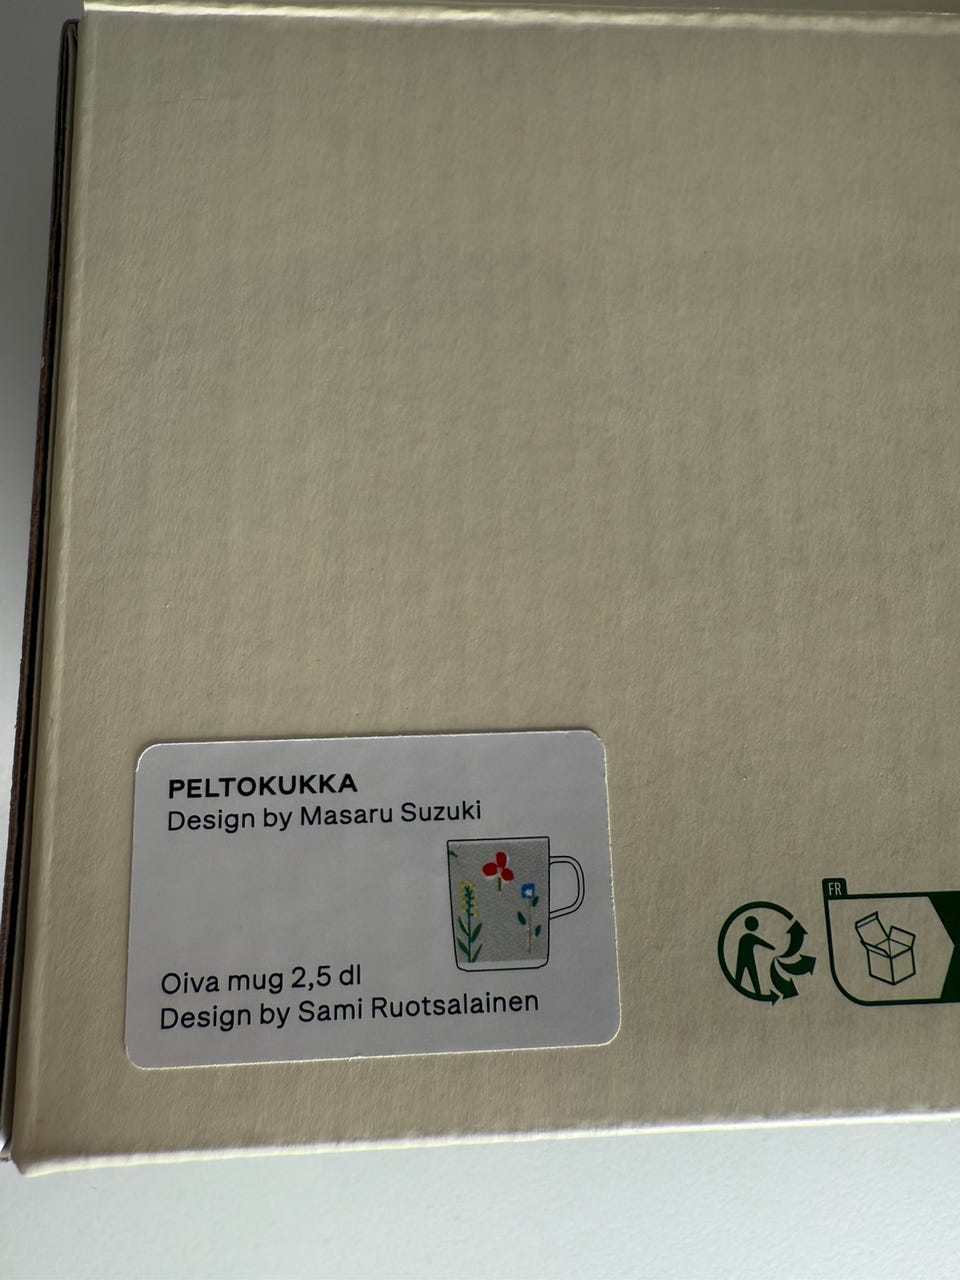 PELTOKUKKA
Design by Masaru Suzuki
Oiva mug 2,5 dl
Design by Sami Ruotsalainen
FR